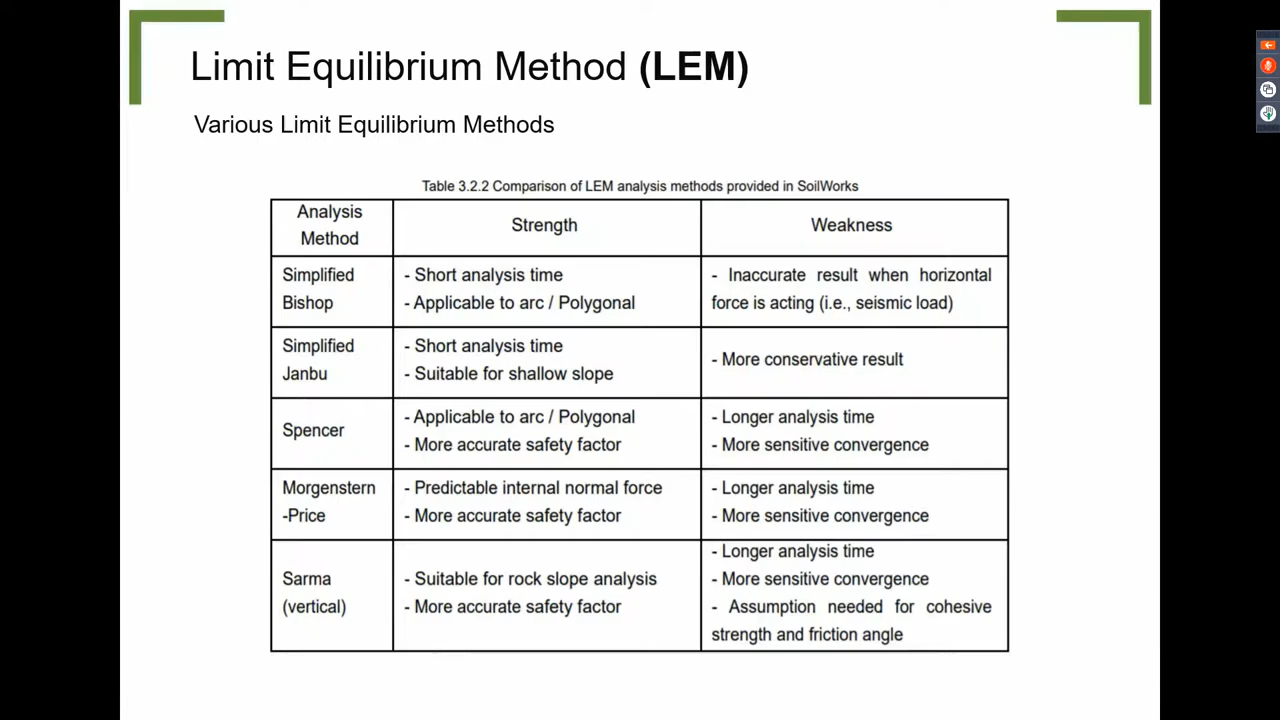 Limit Equilibrium Method (LEM)
Various Limit Equilibrium Methods
Table 3.2.2 Comparison of LEM analysis methods provided in SoilWorks
Analysis
Method
Strength
Weakness
Simplified
Bishop
- Short analysis time
- Applicable to arc / Polygonal
- Inaccurate result when horizontal
force is acting (i.e., seismic load)
Simplified
Janbu
- Short analysis time
- Suitable for shallow slope
- More conservative result
Spencer
- Applicable to arc / Polygonal
- More accurate safety factor
- Longer analysis time
- More sensitive convergence
Morgenstern
-Price
- Predictable internal normal force
- More accurate safety factor
- Longer analysis time
- More sensitive convergence
Sarma
(vertical)
- Suitable for rock slope analysis
- More accurate safety factor
- Longer analysis time
- More sensitive convergence
- Assumption needed for cohesive
strength and friction angle